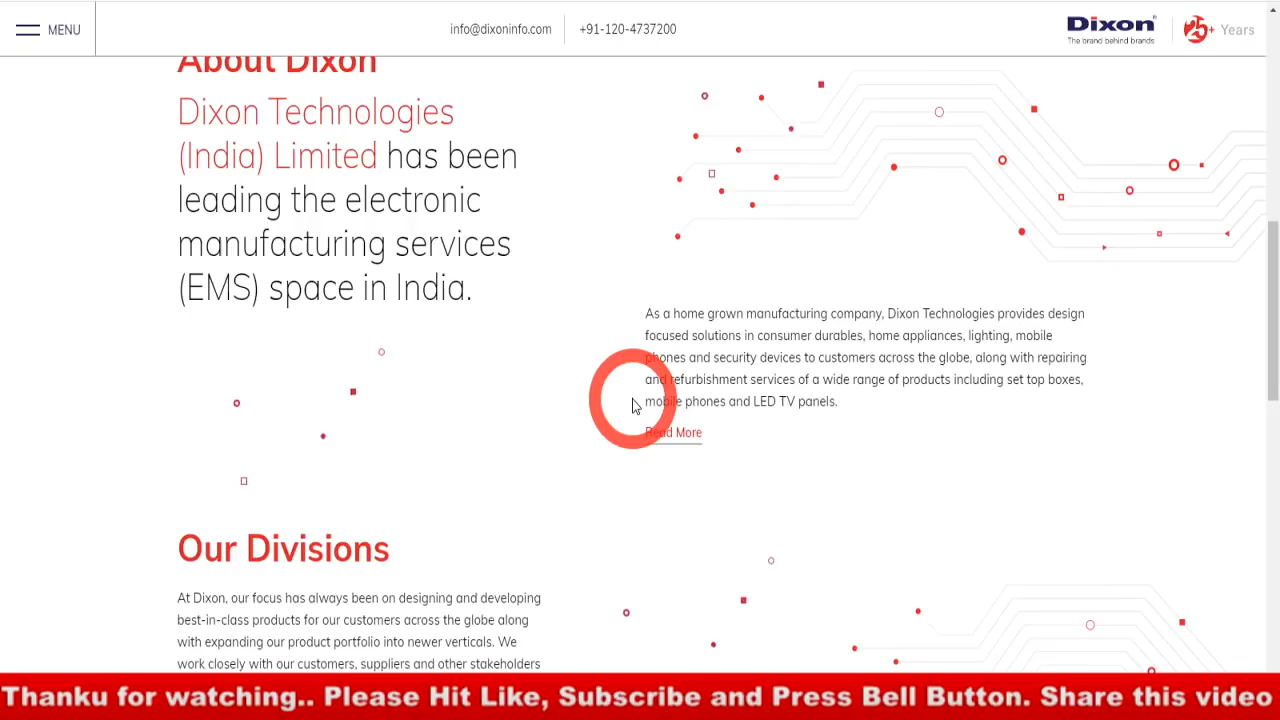 MENU
info@dixoninfo.com
+91-120-4737200
Dixon
The brand behind brands
25+ Years
About Dixon
Dixon Technologies
(India) Limited has been
leading the electronic
manufacturing services
(EMS) space in India.
As a home grown manufacturing company, Dixon Technologies provides design
focused solutions in consumer durables, home appliances, lighting, mobile
phones and security devices to customers across the globe, along with repairing
and refurbishment services of a wide range of products including set top boxes,
mobile phones and LED TV panels.
Read More
Our Divisions
At Dixon, our focus has always been on designing and developing
best-in-class products for our customers across the globe along
with expanding our product portfolio into newer verticals. We
work closely with our customers, suppliers and other stakeholders
Thanku for watching.. Please Hit Like, Subscribe and Press Bell Button. Share this video